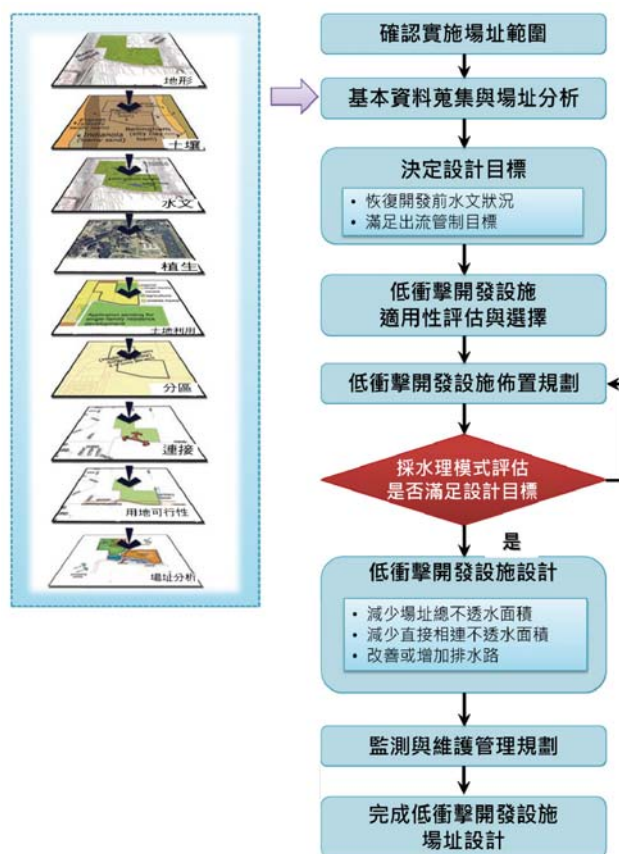 地形
土壤
水文
植生
土地利用
分區
連接
用地可行性
場址分析
確認實施場址範圍
基本資料蒐集與場址分析
決定設計目標
• 恢復開發前水文狀況
• 滿足出流管制目標
低衝擊開發設施
適用性評估與選擇
低衝擊開發設施佈置規劃
採水理模式評估
是否滿足設計目標
是
低衝擊開發設施設計
• 減少場址總不透水面積
• 減少直接相連不透水面積
• 改善或增加排水路
監測與維護管理規劃
完成低衝擊開發設施
場址設計